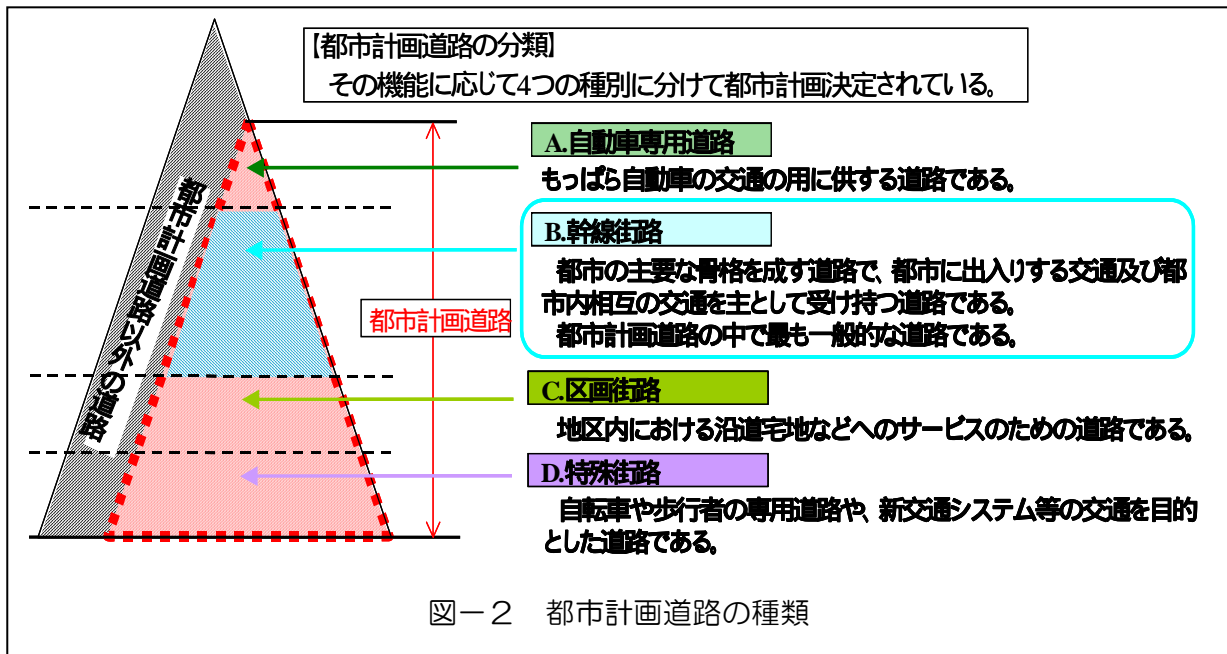 【都市計画道路の分類】
その機能に応じて4つの種別に分けて都市計画決定されている。
A.自動車専用道路
もっぱら自動車の交通の用に供する道路である。
B.幹線街路
都市の主要な骨格を成す道路で、都市に出入りする交通及び都
市内相互の交通を主として受け持つ道路である。
都市計画道路の中で最も一般的な道路である。
都市計画道路以外の道路
都市計画道路
C.区画街路
地区内における沿道宅地などへのサービスのための道路である。
D.特殊街路
自転車や歩行者の専用道路や、新交通システム等の交通を目的
とした道路である。
図－２　都市計画道路の種類